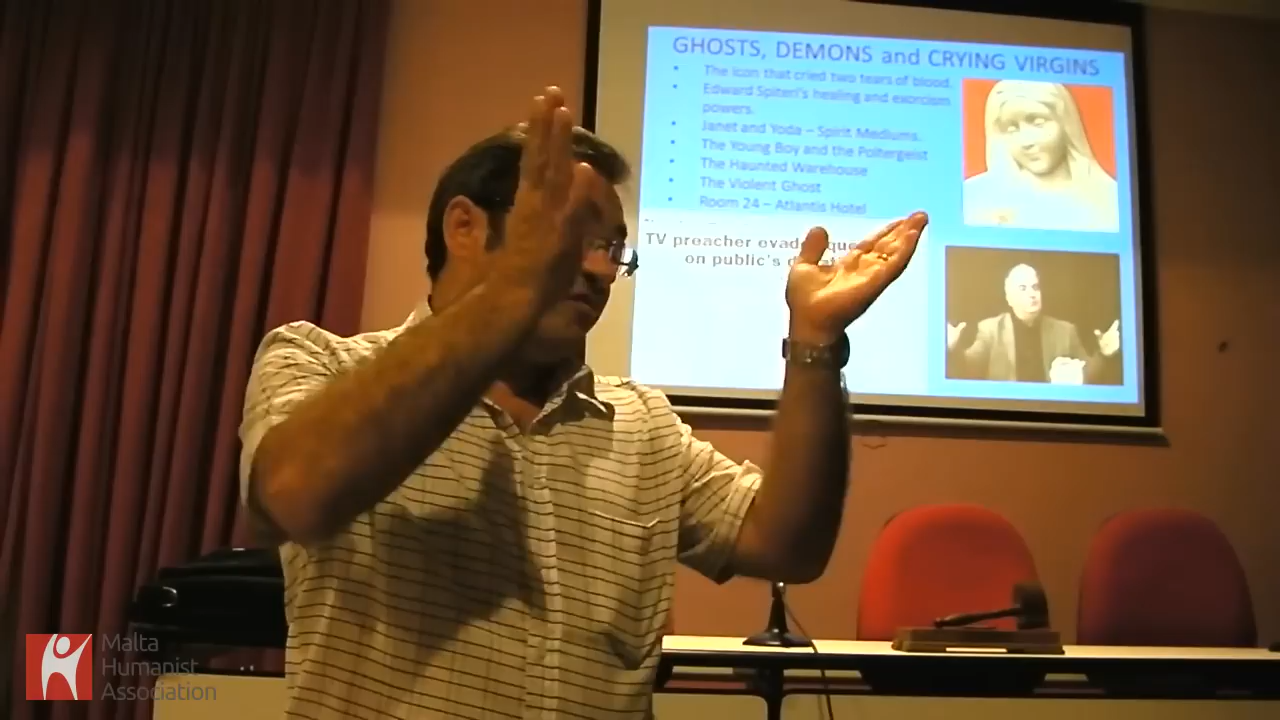 GHOSTS, DEMONS and CRYING VIRGINS
• The icon that cried two tears of blood.
• Edward Spiteri's healing and exorcism
powers.
• Janet and Yoda – Spirit Mediums.
• The Young Boy and the Poltergeist
• The Haunted Warehouse
• The Violent Ghost
• Room 24 – Atlantis Hotel
TV preacher
on public's
Malta
Humanist
Association